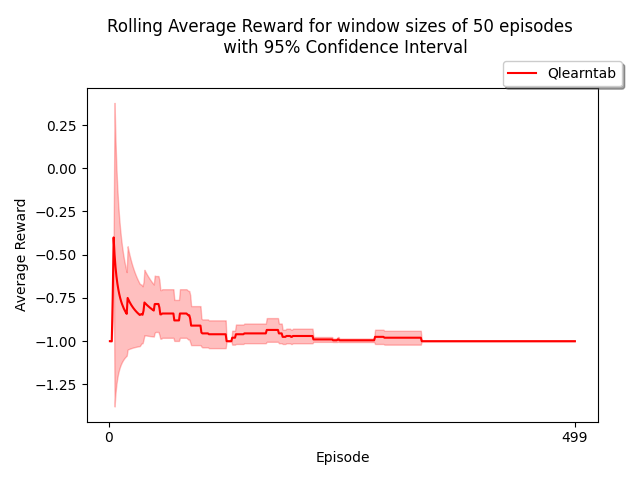 Rolling Average Reward for window sizes of 50 episodes
with 95% Confidence Interval
Qlearntab
0.25
0.00
−0.25
−0.50
−0.75
−1.00
−1.25
Average Reward
0
499
Episode